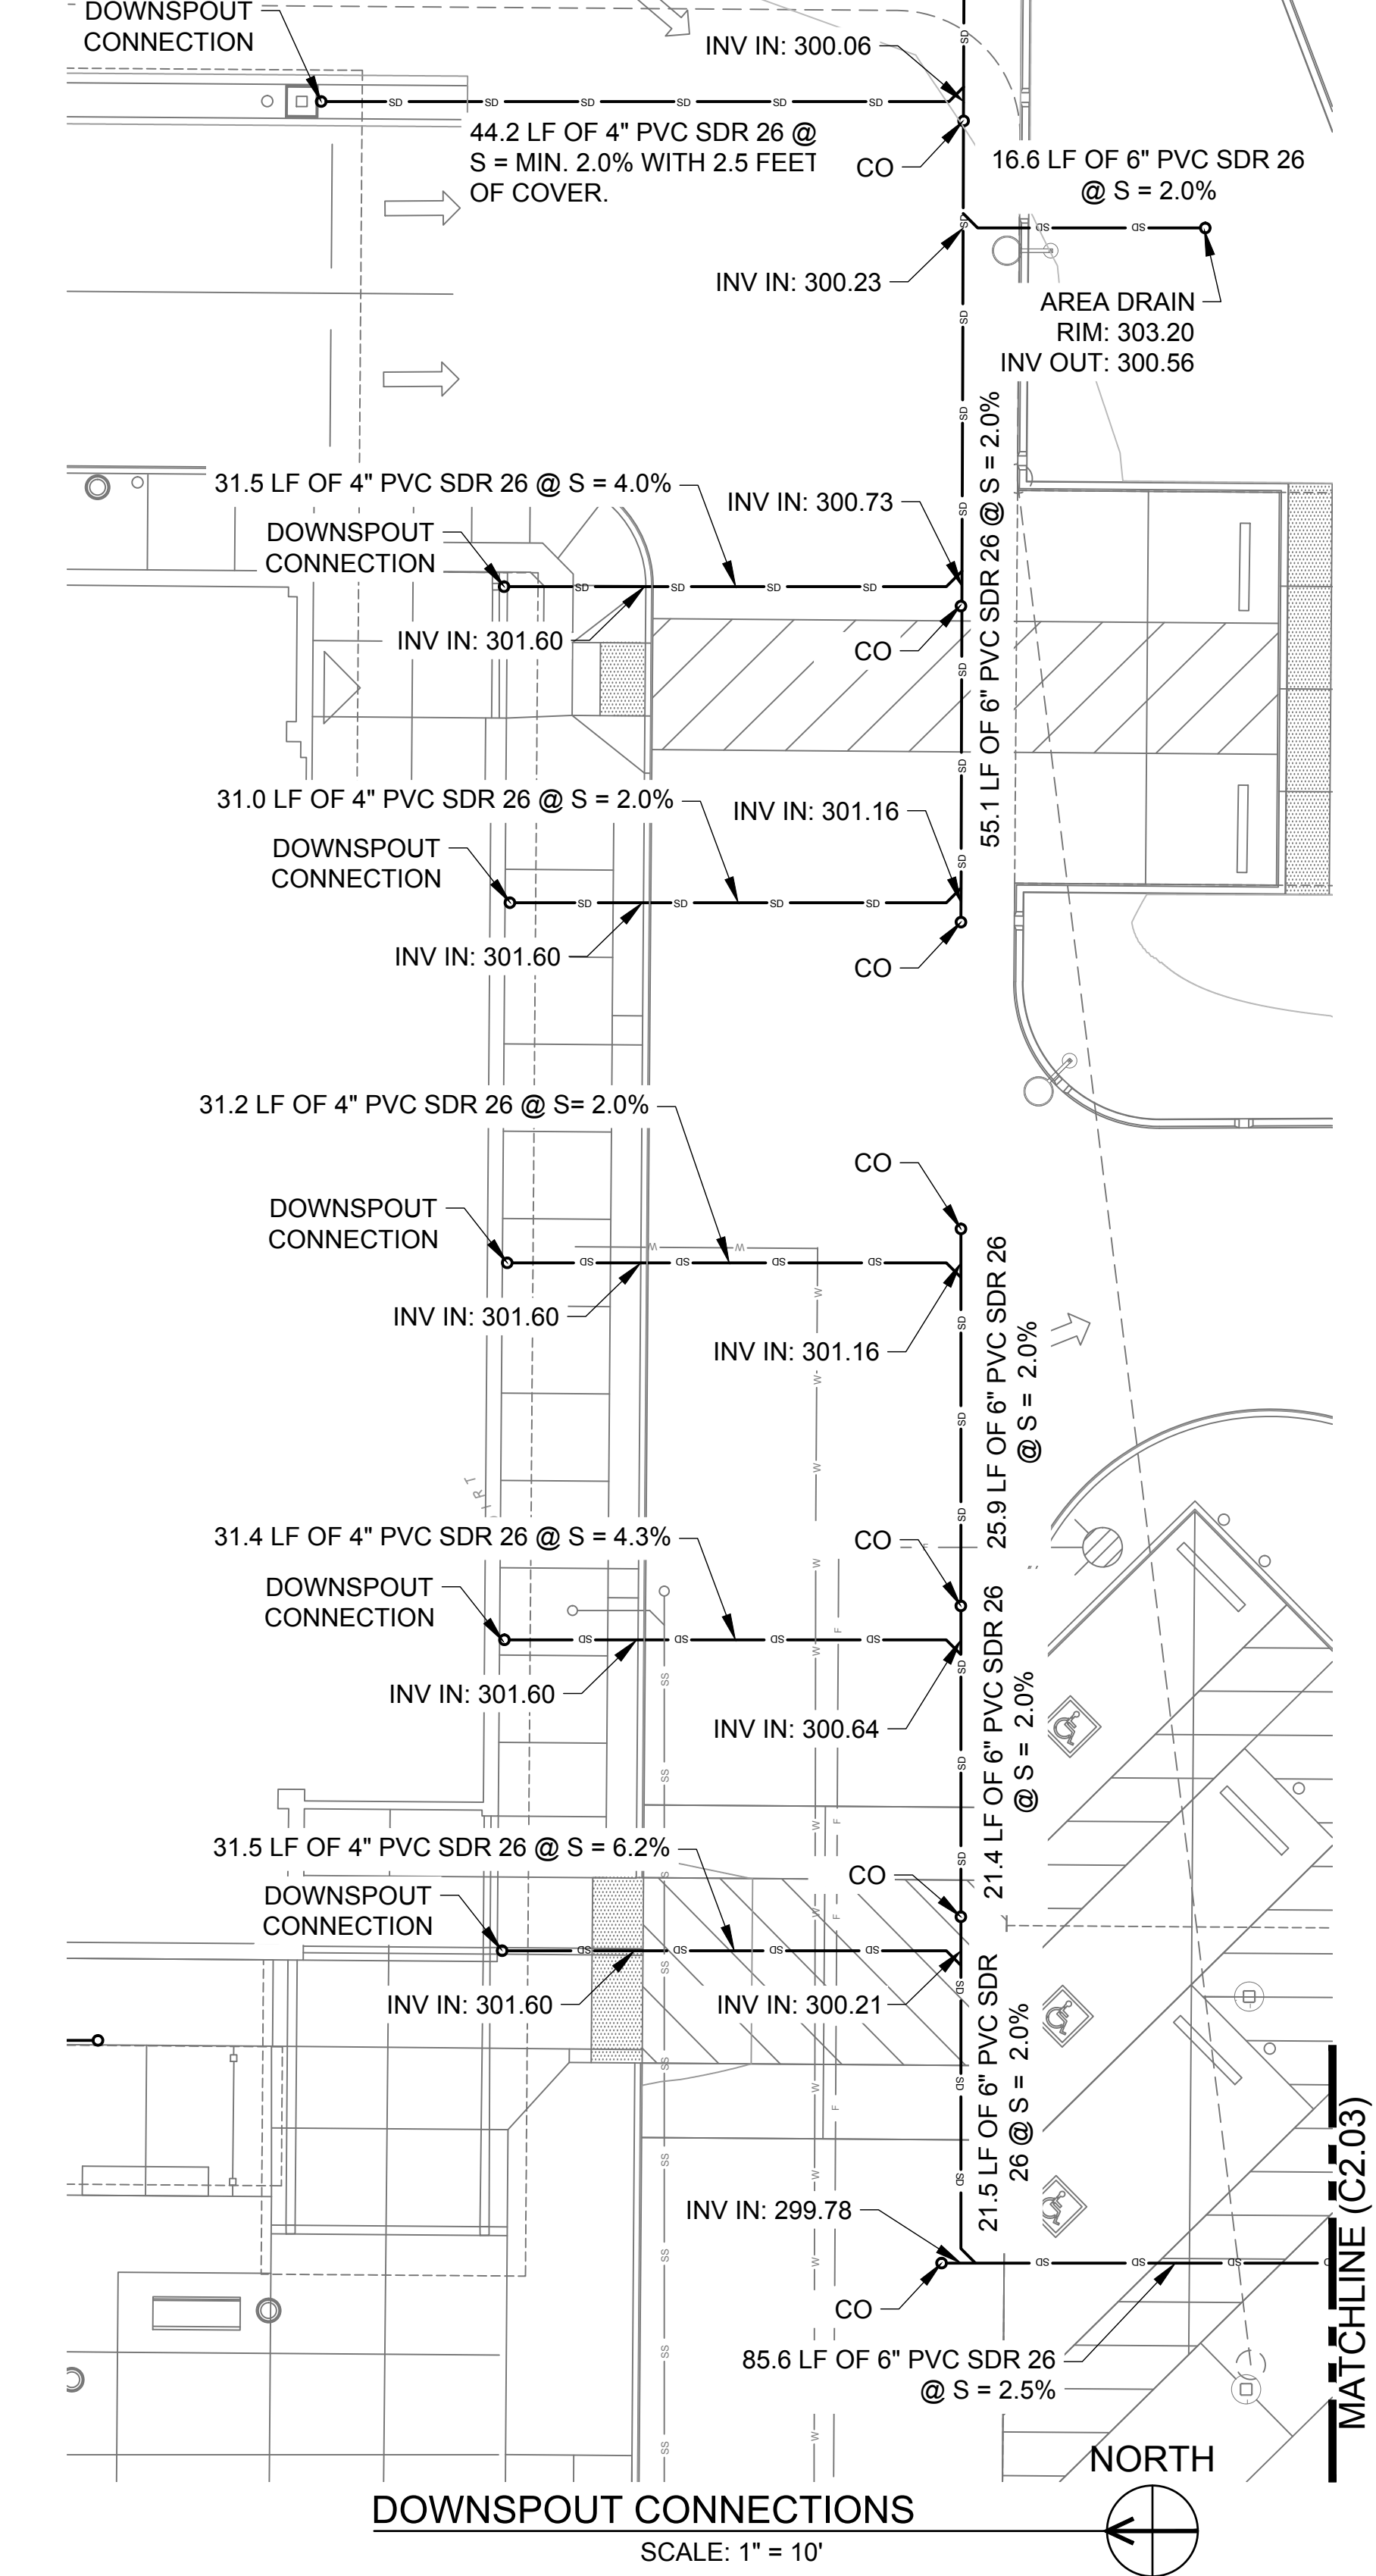 DOWNSPOUT
CONNECTION
INV IN: 300.06
44.2 LF OF 4" PVC SDR 26 @
S = MIN. 2.0% WITH 2.5 FEET
OF COVER.
CO
16.6 LF OF 6" PVC SDR 26
@ S = 2.0%
INV IN: 300.23
AREA DRAIN
RIM: 303.20
INV OUT: 300.56
55.1 LF OF 6" PVC SDR 26 @ S = 2.0%
31.5 LF OF 4" PVC SDR 26 @ S = 4.0%
INV IN: 300.73
DOWNSPOUT
CONNECTION
INV IN: 301.60
CO
31.0 LF OF 4" PVC SDR 26 @ S = 2.0%
INV IN: 301.16
DOWNSPOUT
CONNECTION
INV IN: 301.60
CO
31.2 LF OF 4" PVC SDR 26 @ S= 2.0%
CO
DOWNSPOUT
CONNECTION
INV IN: 301.60
INV IN: 301.16
25.9 LF OF 6" PVC SDR 26
@ S = 2.0%
31.4 LF OF 4" PVC SDR 26 @ S = 4.3%
CO
DOWNSPOUT
CONNECTION
INV IN: 301.60
INV IN: 300.64
21.4 LF OF 6" PVC SDR 26
@ S = 2.0%
31.5 LF OF 4" PVC SDR 26 @ S = 6.2%
CO
DOWNSPOUT
CONNECTION
INV IN: 301.60
INV IN: 300.21
21.5 LF OF 6" PVC SDR
26 @ S = 2.0%
INV IN: 299.78
CO
85.6 LF OF 6" PVC SDR 26
@ S = 2.5%
MATCHLINE (C2.03)
NORTH
DOWNSPOUT CONNECTIONS
SCALE: 1" = 10'